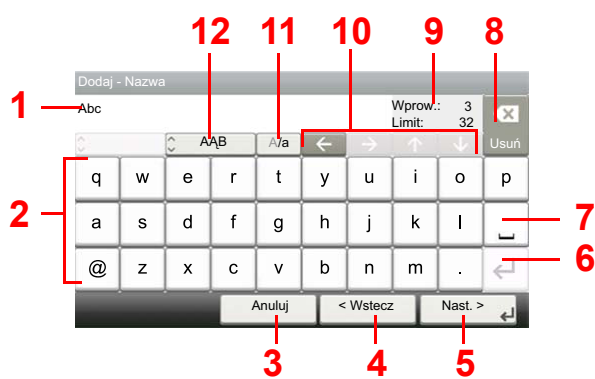 12 11 10 9 8
Dodaj - Nazwa
1 Abc Wprow.: 3
Limit: 32
AĄB A/a Usuń
2 q w e r t y u i o p
a s d f g h j k l 7
@ z x c v b n m . 6
Anuluj < Wstecz Nast. >
3 4 5